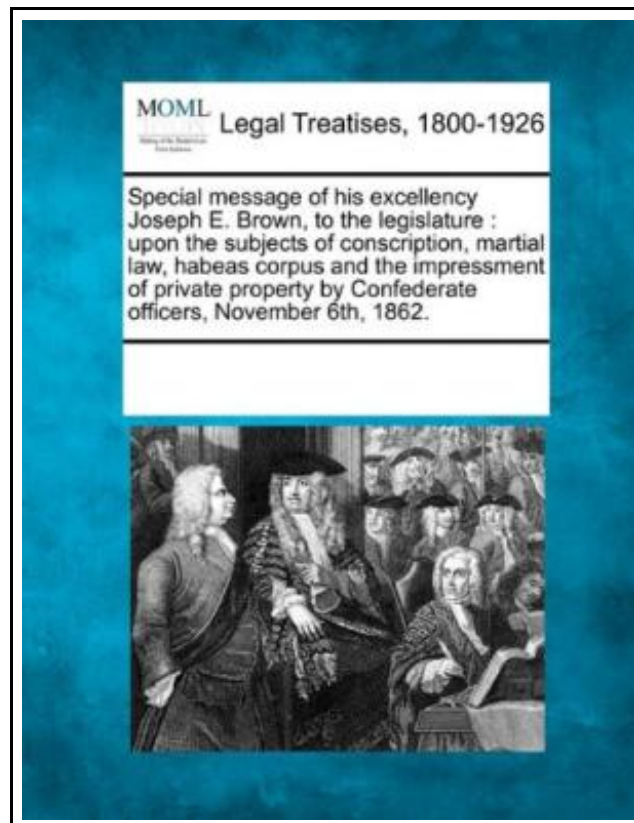 MOML
Legal Treatises, 1800-1926
Special message of his excellency
Joseph E. Brown, to the legislature :
upon the subjects of conscription, martial
law, habeas corpus and the impressment
of private property by Confederate
officers, November 6th, 1862.